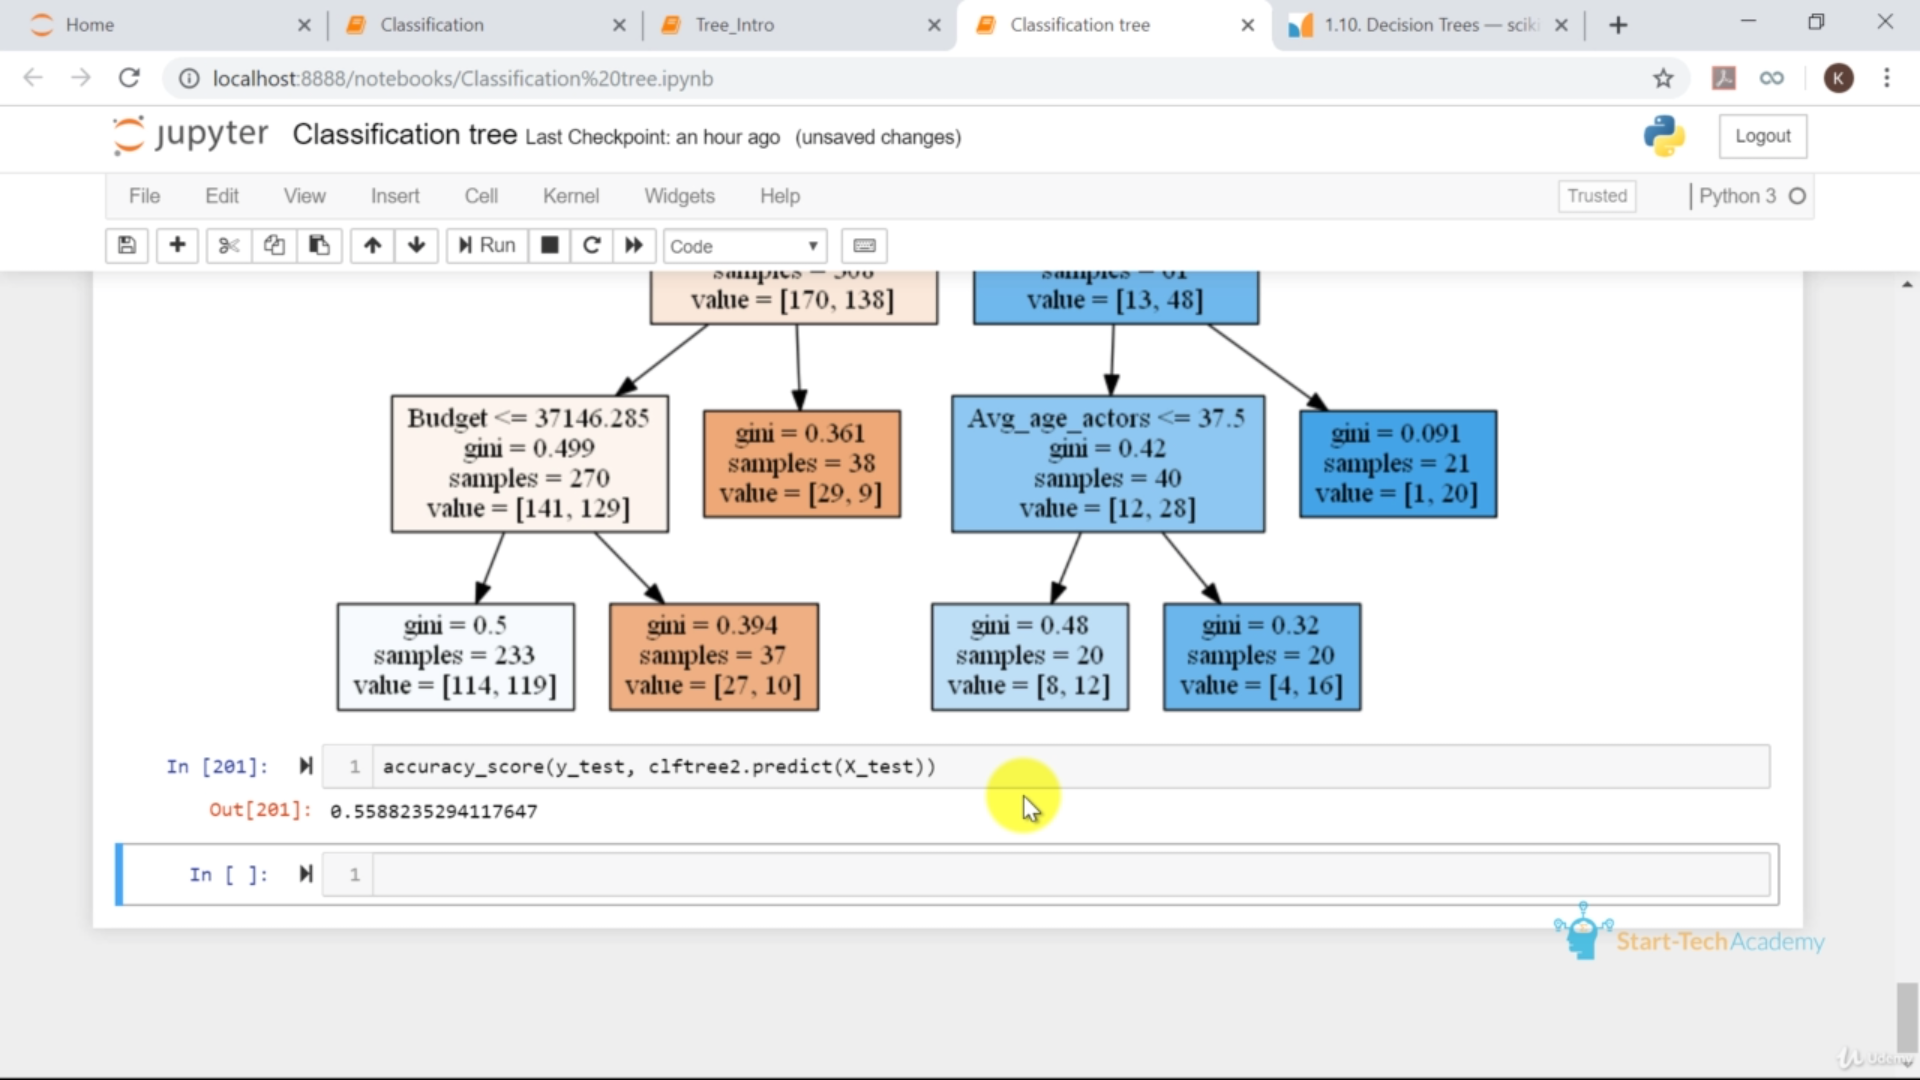 Home
Classification
Tree_Intro
Classification tree
1.10. Decision Trees — scik
localhost:8888/notebooks/Classification%20tree.ipynb
K
jupyter Classification tree Last Checkpoint: an hour ago (unsaved changes)
Logout
File Edit View Insert Cell Kernel Widgets Help
Trusted
Python 3
Run
Code
samples = 308
value = [170, 138]
samples = 61
value = [13, 48]
Budget <= 37146.285
gini = 0.499
samples = 270
value = [141, 129]
gini = 0.361
samples = 38
value = [29, 9]
Avg_age_actors <= 37.5
gini = 0.42
samples = 40
value = [12, 28]
gini = 0.091
samples = 21
value = [1, 20]
gini = 0.5
samples = 233
value = [114, 119]
gini = 0.394
samples = 37
value = [27, 10]
gini = 0.48
samples = 20
value = [8, 12]
gini = 0.32
samples = 20
value = [4, 16]
In [201]: 1 accuracy_score(y_test, clftree2.predict(X_test))
Out[201]: 0.5588235294117647
In [ ]: 1
Start-TechAcademy
Udemy